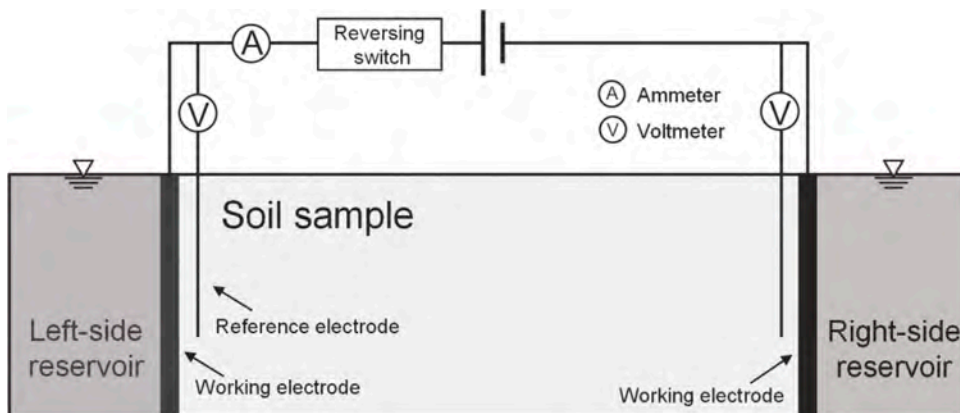 Reversing
switch
A
V
V
A Ammeter
V Voltmeter
Soil sample
Reference electrode
Working electrode
Working electrode
Left-side
reservoir
Right-side
reservoir